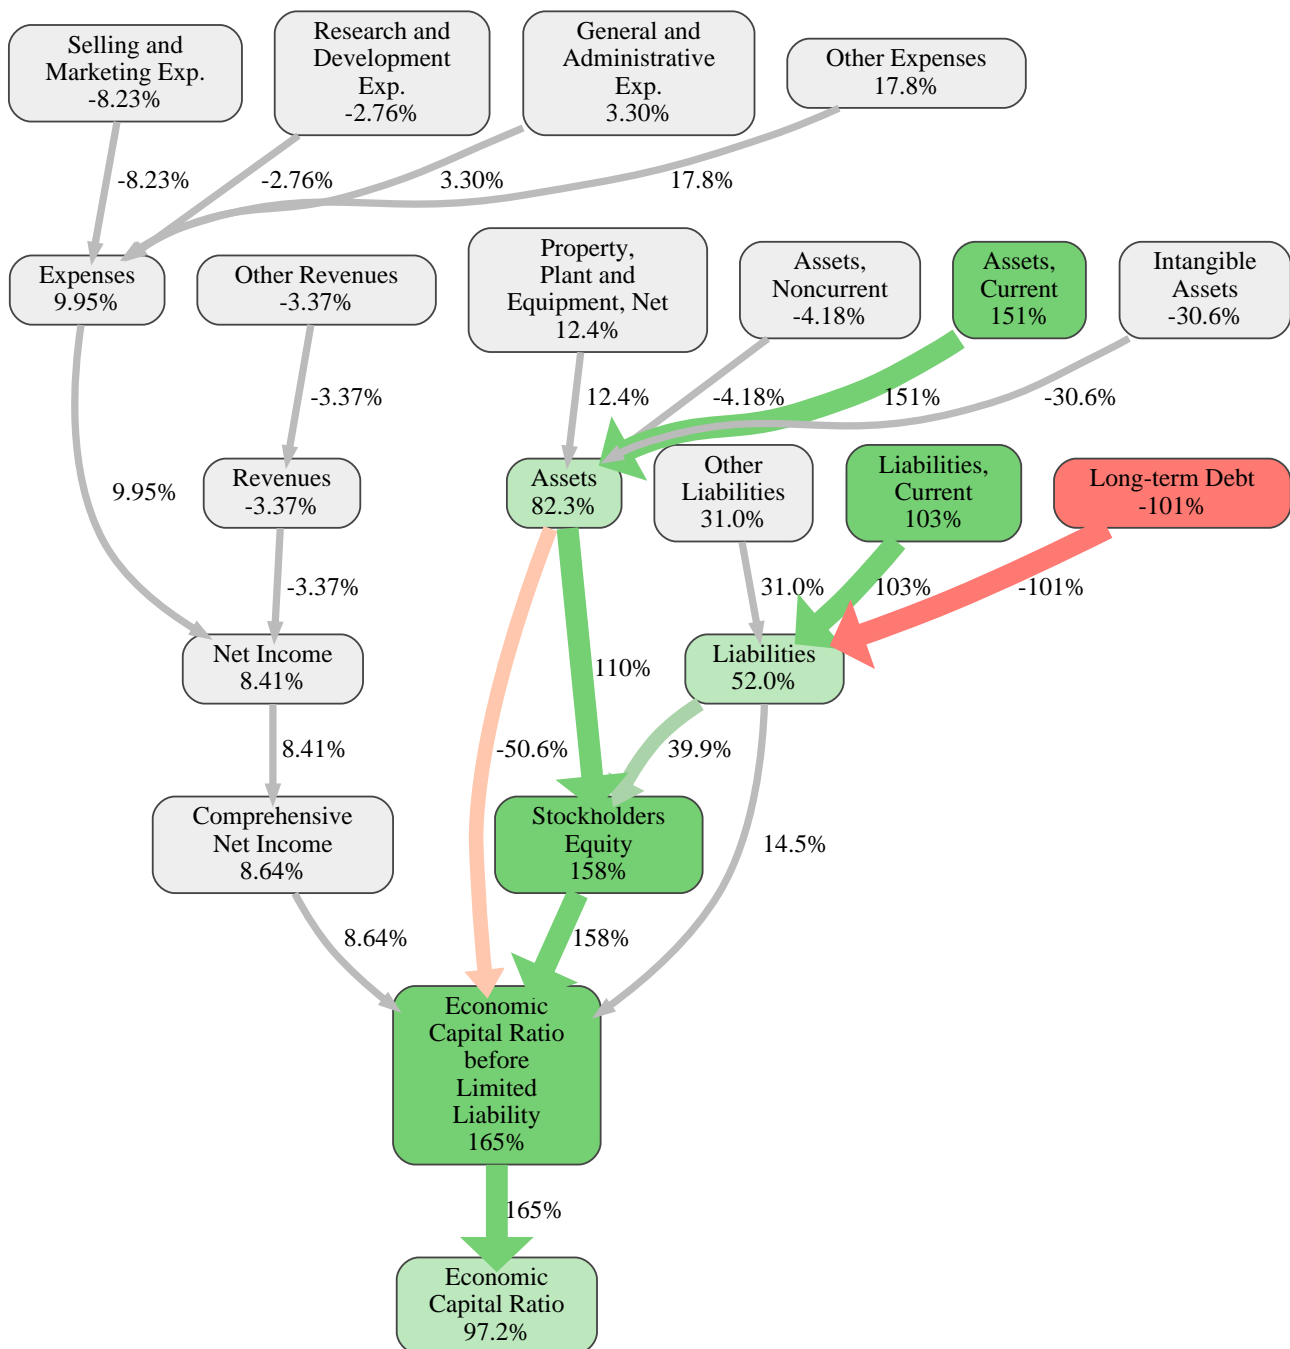 Selling and
Marketing Exp.
-8.23%
Research and
Development
Exp.
-2.76%
General and
Administrative
Exp.
3.30%
Other Expenses
17.8%
-8.23%
-2.76%
3.30%
17.8%
Expenses
9.95%
Other Revenues
-3.37%
Property,
Plant and
Equipment, Net
12.4%
Assets,
Noncurrent
-4.18%
Assets,
Current
151%
Intangible
Assets
-30.6%
-3.37%
12.4%
-4.18%
151%
-30.6%
9.95%
Revenues
-3.37%
Assets
82.3%
Other
Liabilities
31.0%
Liabilities,
Current
103%
Long-term Debt
-101%
-3.37%
31.0%
103%
-101%
Net Income
8.41%
110%
Liabilities
52.0%
8.41%
-50.6%
39.9%
Comprehensive
Net Income
8.64%
Stockholders
Equity
158%
14.5%
8.64%
158%
Economic
Capital Ratio
before
Limited
Liability
165%
165%
Economic
Capital Ratio
97.2%